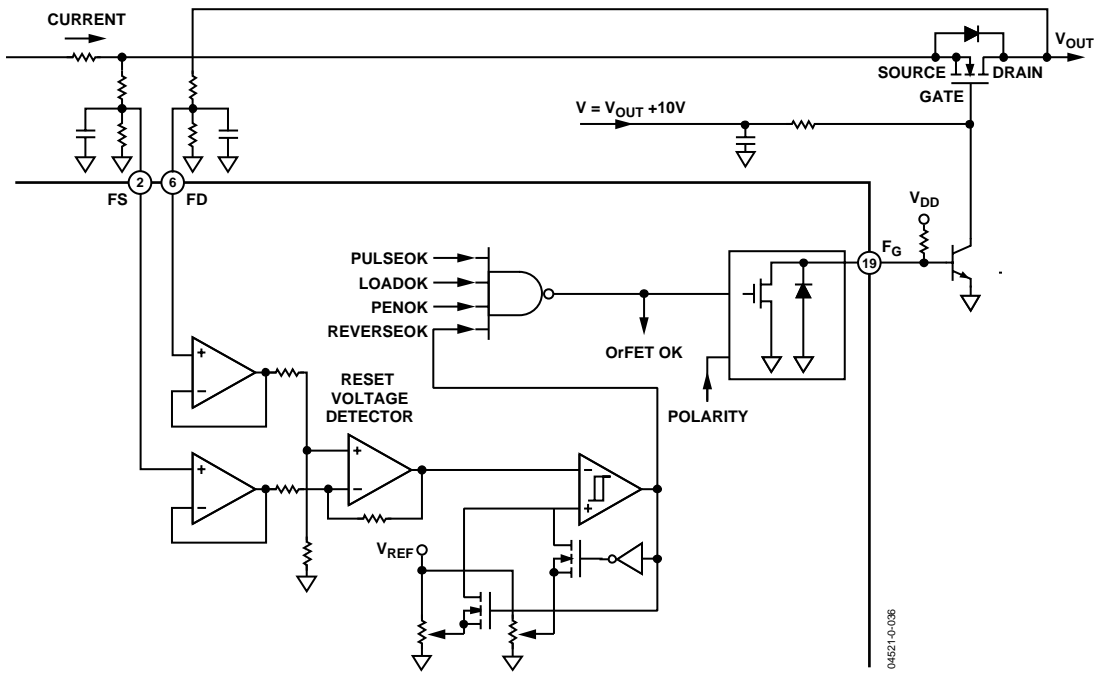 CURRENT
VOUT
SOURCE
DRAIN
GATE
V = VOUT +10V
2
6
FS
FD
VDD
FG
19
PULSEOK
LOADOK
PENOK
REVERSEOK
OrFET OK
POLARITY
+
−
RESET
VOLTAGE
DETECTOR
+
−
+
−
−
+
VREF
04521-0-036